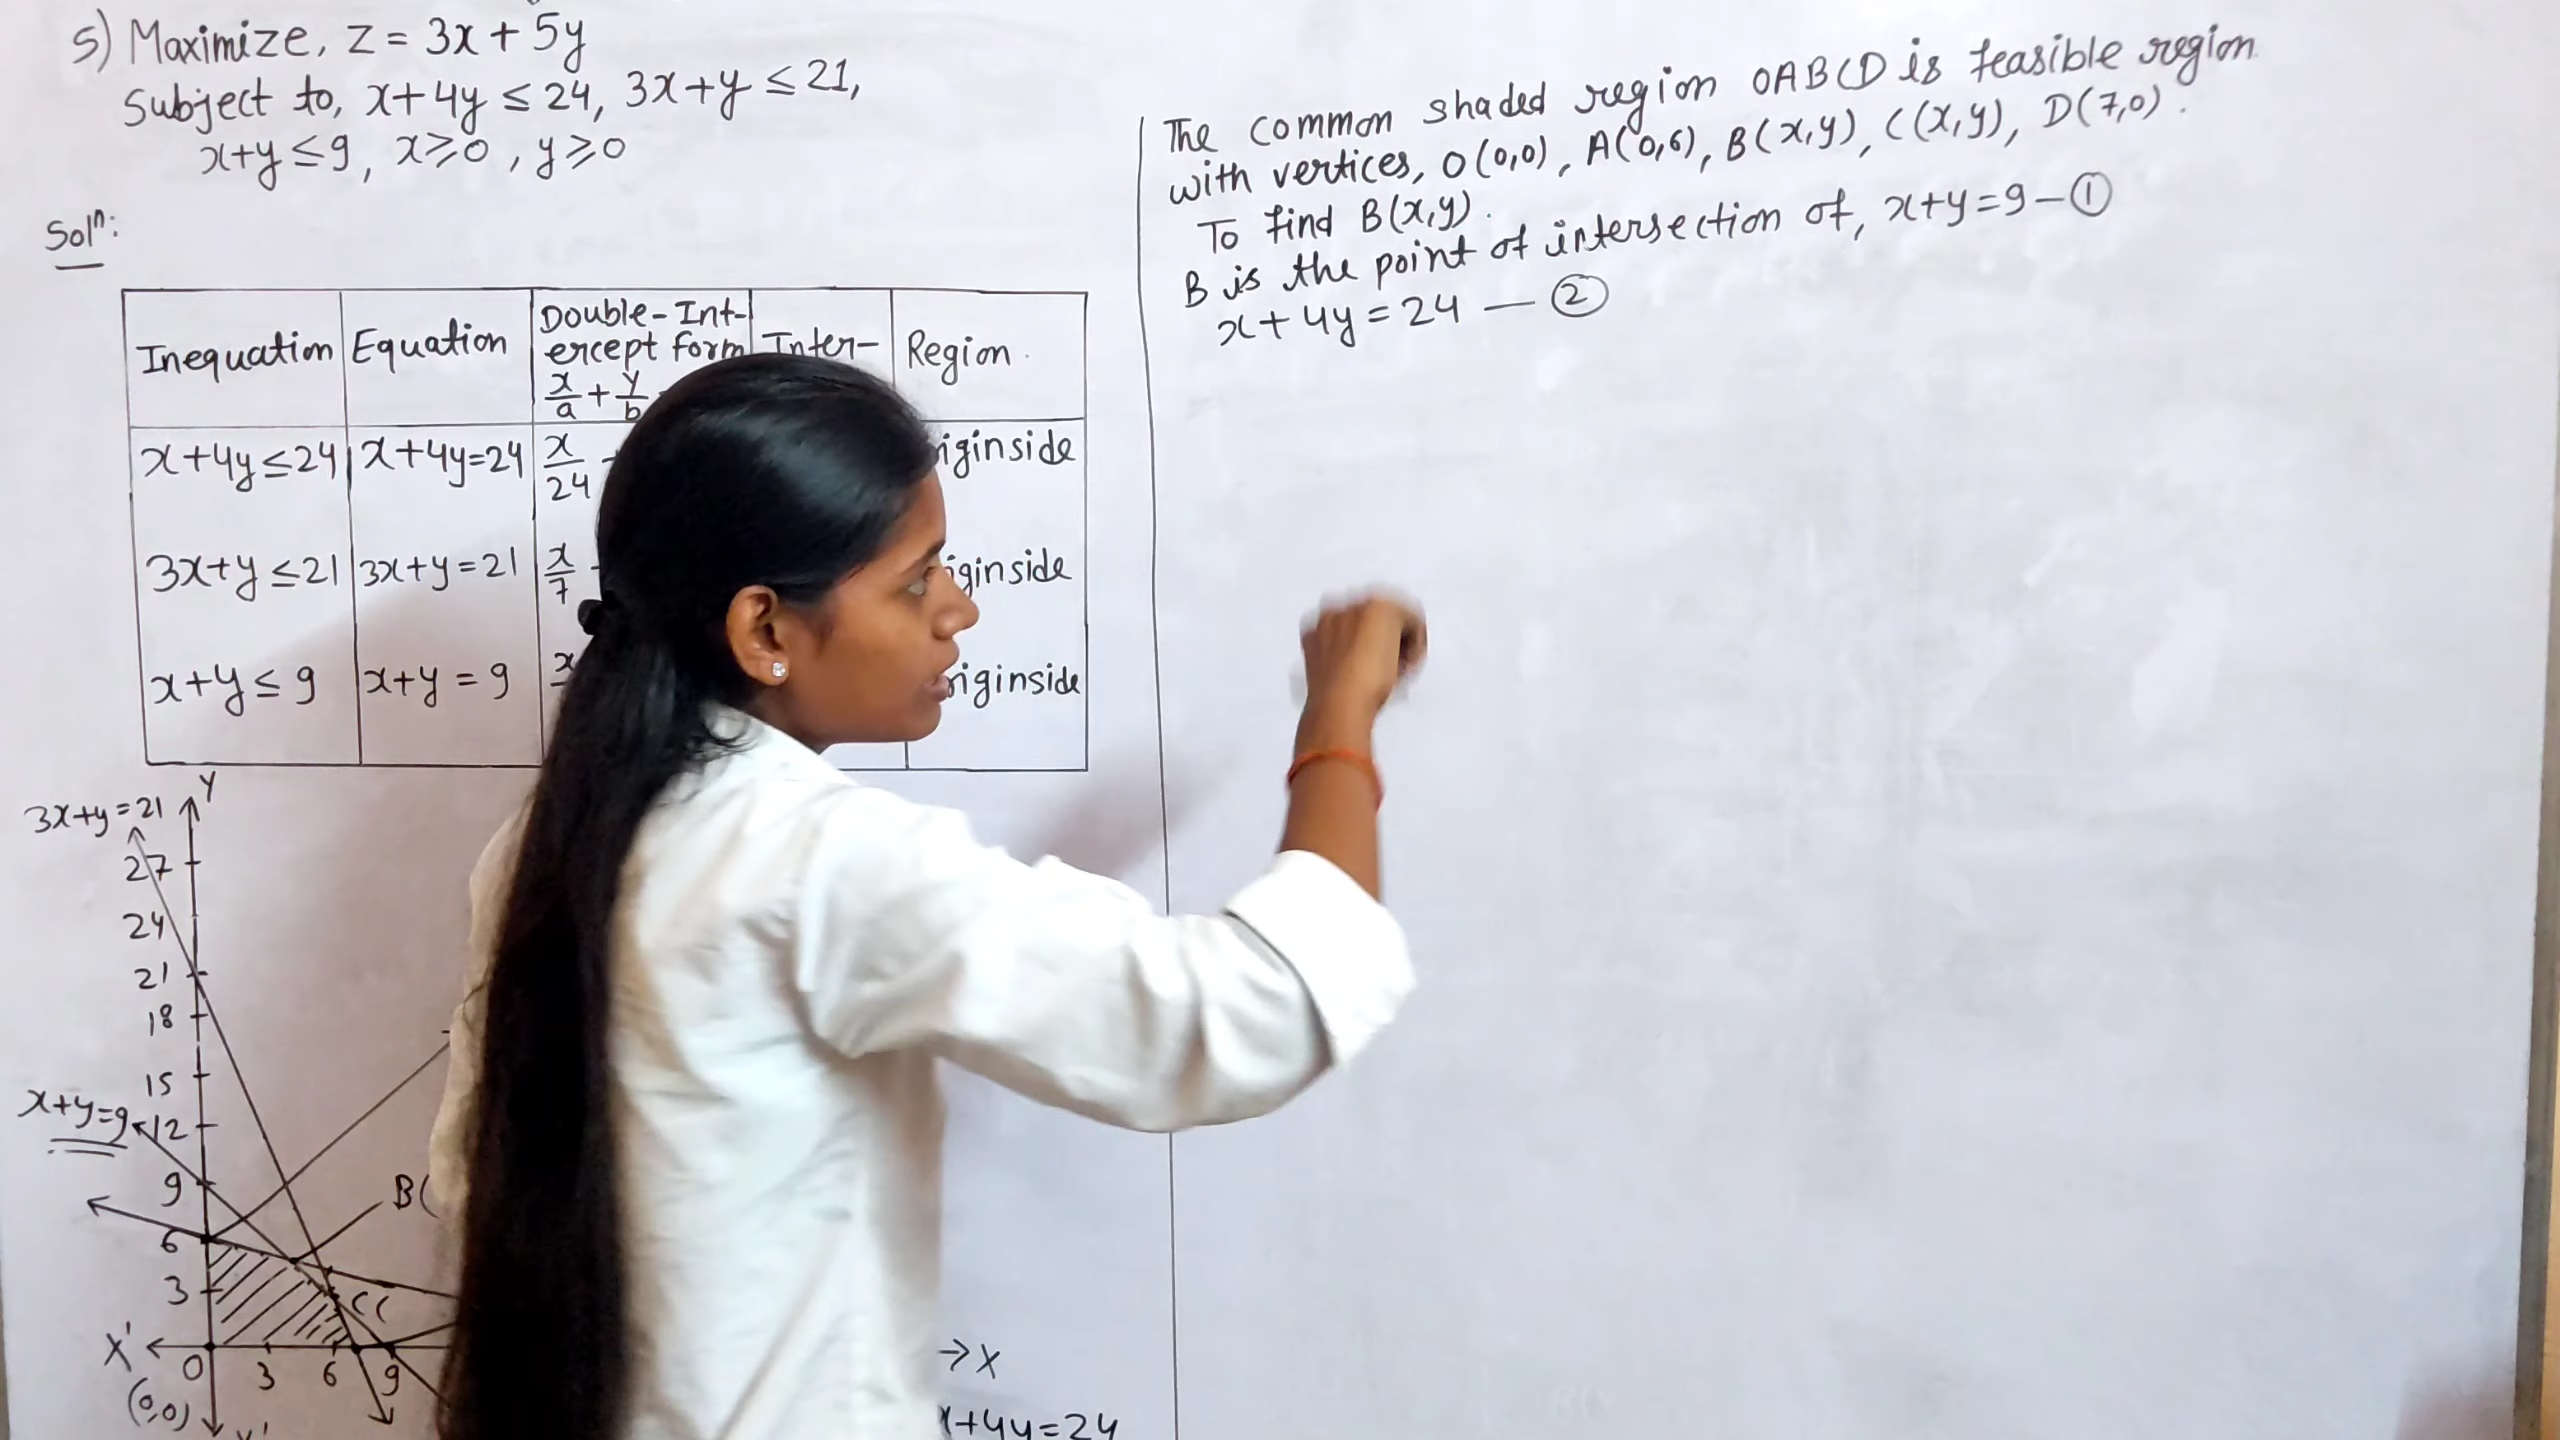 5) Maximize, z = 3x + 5y
Subject to, x+4y ≤ 24, 3x+y ≤ 21,
x+y ≤ 9, x ≥ 0, y ≥ 0
Solⁿ:
Inequation Equation Double-Int- Inter- Region
ercept form
x/a + y/b
x+4y ≤ 24 x+4y=24 x/24 iginside
3x+y ≤ 21 3x+y=21 x/7 iginside
x+y ≤ 9 x+y = 9 x riginside
Y
3x+y=21
27
24
21
18
15
x+y=9
12
9
B(
6
3
C(
X' O 3 6 9 X
(0,0)
Y'
x+4y=24
The common shaded region OABCD is feasible region
with vertices, O(0,0), A(0,6), B(x,y), C(x,y), D(7,0).
To find B(x,y).
B is the point of intersection of, x+y=9 — ①
x+4y = 24 — ②